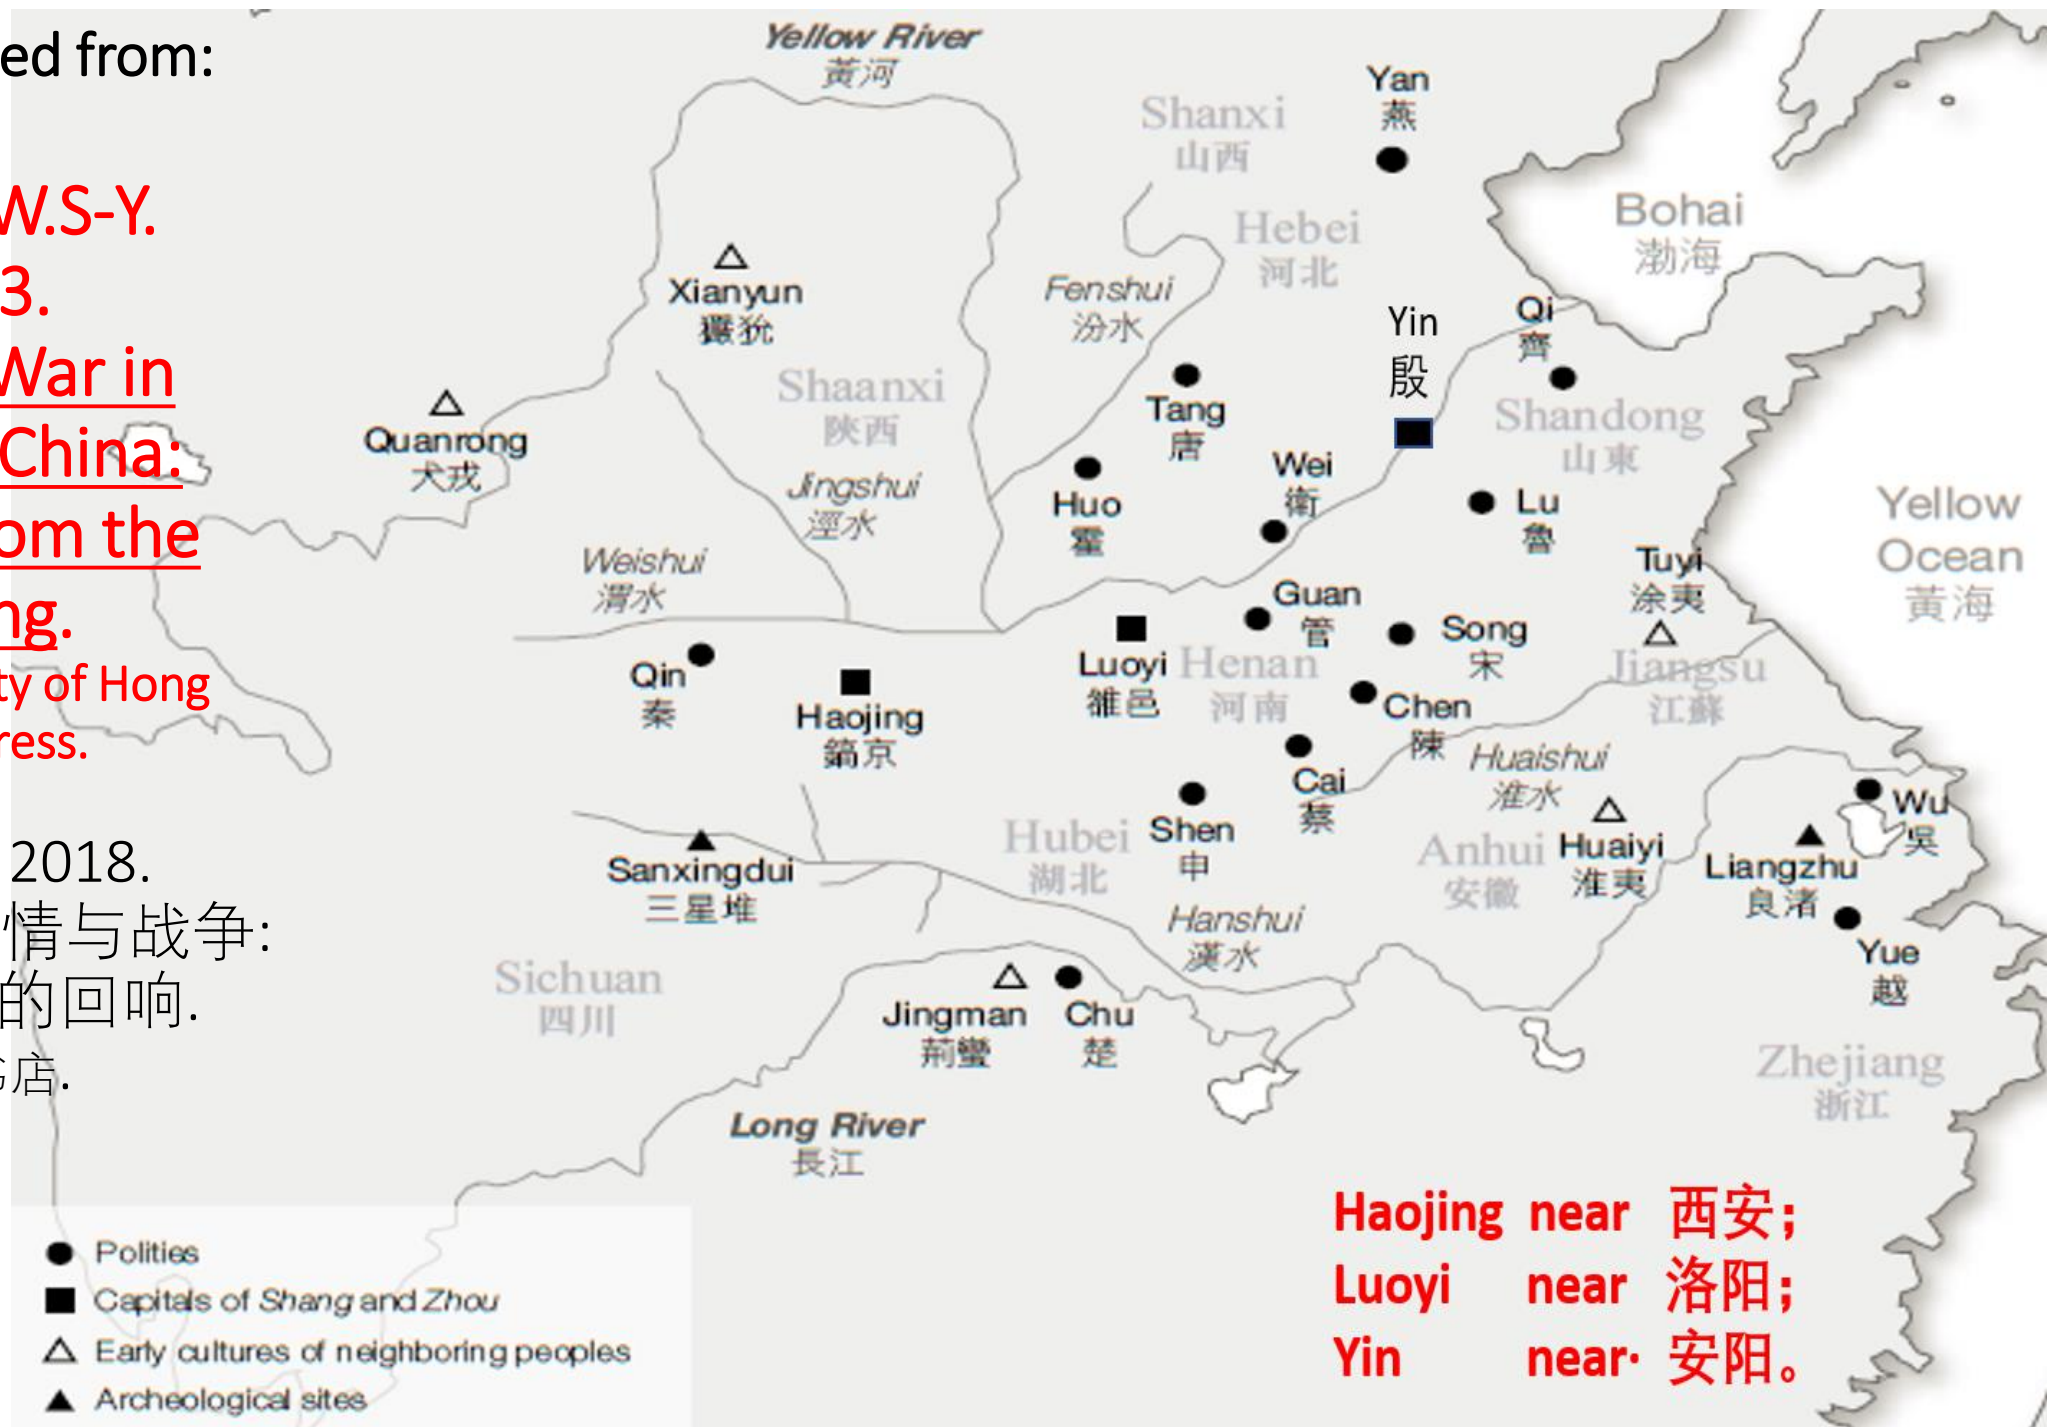 ed from:
W.S-Y.
3.
War in
China:
om the
ng.
ty of Hong
ress.
2018.
情与战争:
的回响.
书店.
Yellow River
黃河
Shanxi
山西
Yan
燕
Bohai
渤海
Hebei
河北
Xianyun
玁狁
Fenshui
汾水
Yin
殷
Qi
齊
Quanrong
犬戎
Shaanxi
陝西
Tang
唐
Shandong
山東
Jingshui
涇水
Huo
霍
Wei
衛
Lu
魯
Yellow
Ocean
黃海
Weishui
渭水
Tuyi
涂夷
Guan
管
Song
宋
Qin
秦
Haojing
鎬京
Luoyi
雒邑
Henan
河南
Jiangsu
江蘇
Chen
陳
Cai
蔡
Huaishui
淮水
Wu
吳
Sanxingdui
三星堆
Hubei
湖北
Shen
申
Anhui
安徽
Huaiyi
淮夷
Liangzhu
良渚
Hanshui
漢水
Yue
越
Sichuan
四川
Jingman
荊蠻
Chu
楚
Zhejiang
浙江
Long River
長江
Polities
Capitals of Shang and Zhou
Early cultures of neighboring peoples
Archeological sites
Haojing near 西安;
Luoyi near 洛阳;
Yin near· 安阳。